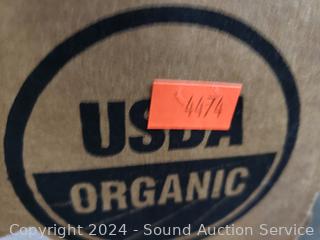 4474
USDA
ORGANIC
Copyright 2024 - Sound Auction Service